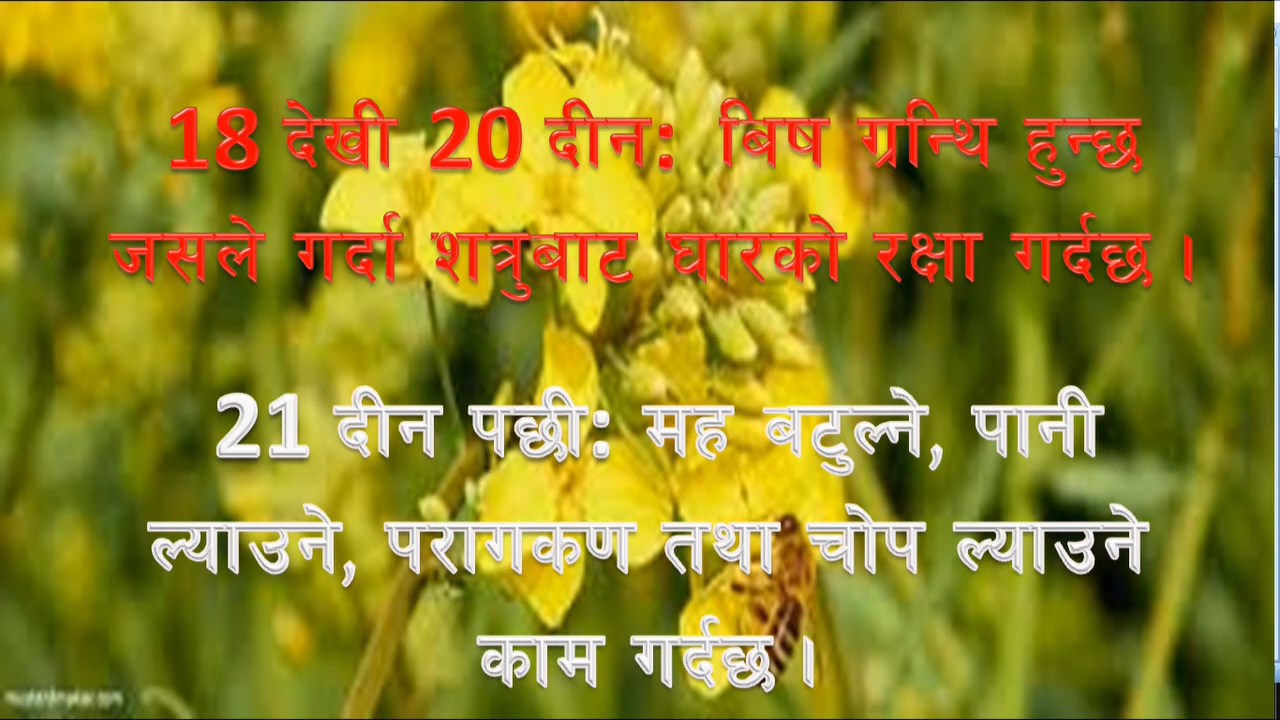 18 देखी 20 दीन: बिष ग्रन्थि हुन्छ
जसले गर्दा शत्रुबाट घारको रक्षा गर्दछ ।
21 दीन पछी: मह बटुल्ने, पानी
ल्याउने, परागकण तथा चोप ल्याउने
काम गर्दछ ।